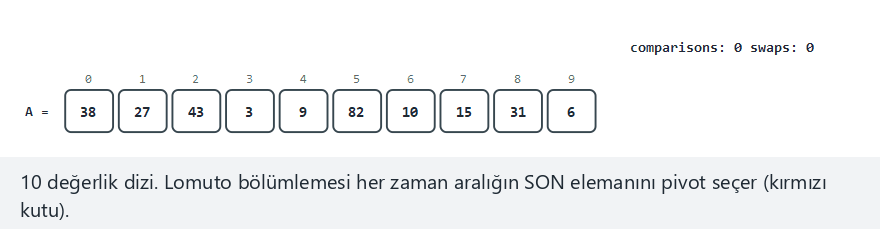 comparisons: 0 swaps: 0
0 1 2 3 4 5 6 7 8 9
A = 38 27 43 3 9 82 10 15 31 6
10 değerlik dizi. Lomuto bölümlemesi her zaman aralığın SON elemanını pivot seçer (kırmızı
kutu).